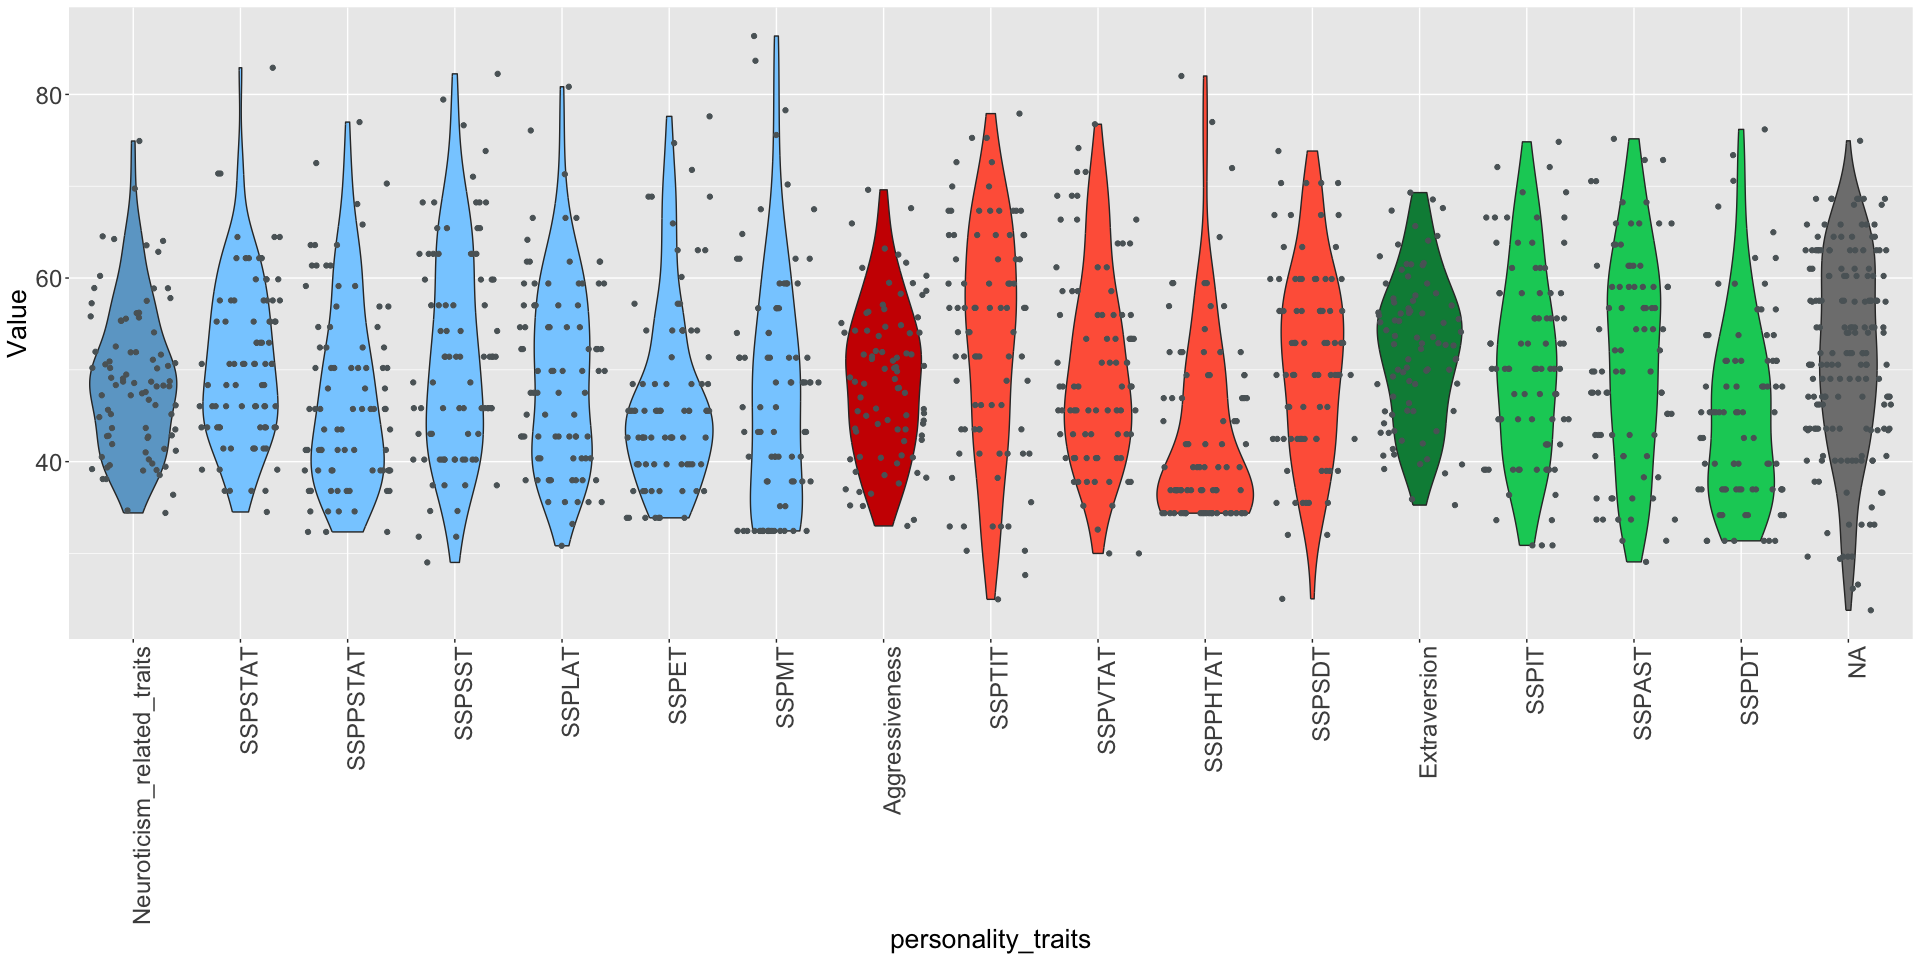 Value
80
60
40
Neuroticism_related_traits
SSPSTAT
SSPPSTAT
SSPSST
SSPLAT
SSPET
SSPMT
Aggressiveness
SSPTIT
SSPVTAT
SSPPHTAT
SSPSDT
Extraversion
SSPIT
SSPAST
SSPDT
NA
personality_traits